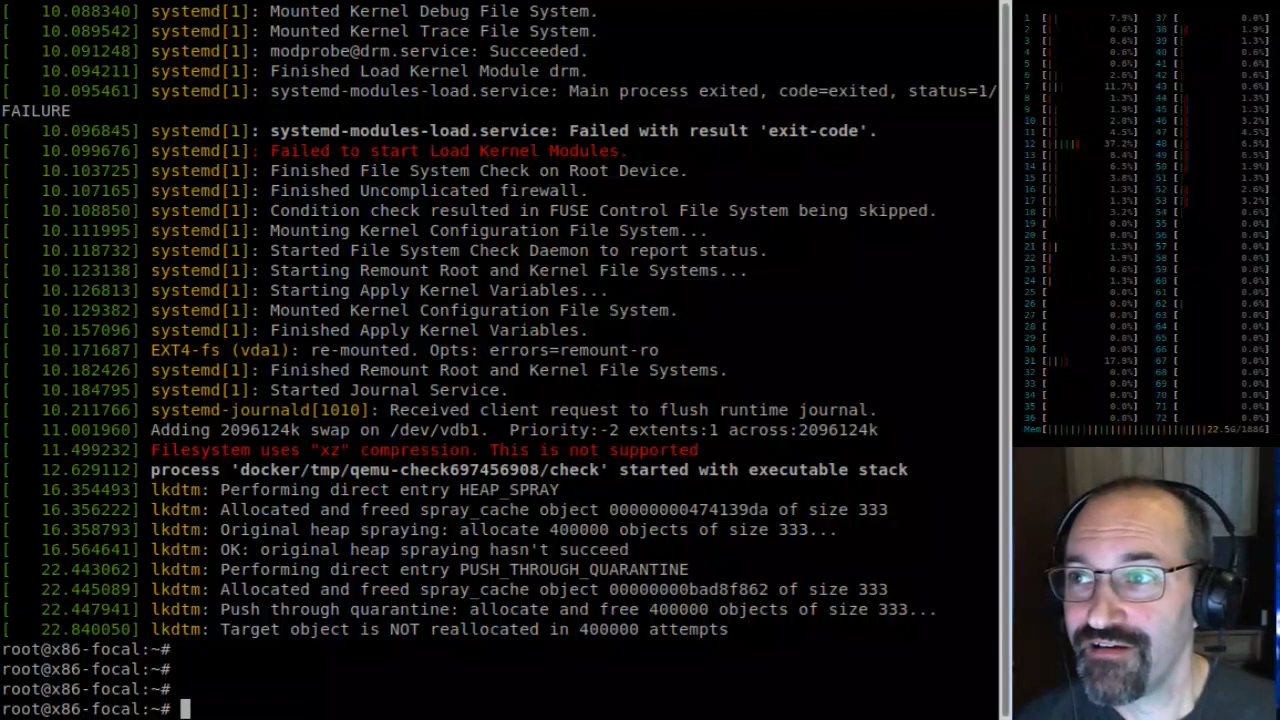 [   10.088340] systemd[1]: Mounted Kernel Debug File System.
[   10.089542] systemd[1]: Mounted Kernel Trace File System.
[   10.091248] systemd[1]: modprobe@drm.service: Succeeded.
[   10.094211] systemd[1]: Finished Load Kernel Module drm.
[   10.095461] systemd[1]: systemd-modules-load.service: Main process exited, code=exited, status=1/
FAILURE
[   10.096845] systemd[1]: systemd-modules-load.service: Failed with result 'exit-code'.
[   10.099676] systemd[1]: Failed to start Load Kernel Modules.
[   10.103725] systemd[1]: Finished File System Check on Root Device.
[   10.107165] systemd[1]: Finished Uncomplicated firewall.
[   10.108850] systemd[1]: Condition check resulted in FUSE Control File System being skipped.
[   10.111995] systemd[1]: Mounting Kernel Configuration File System...
[   10.118732] systemd[1]: Started File System Check Daemon to report status.
[   10.123138] systemd[1]: Starting Remount Root and Kernel File Systems...
[   10.126813] systemd[1]: Starting Apply Kernel Variables...
[   10.129382] systemd[1]: Mounted Kernel Configuration File System.
[   10.157096] systemd[1]: Finished Apply Kernel Variables.
[   10.171687] EXT4-fs (vda1): re-mounted. Opts: errors=remount-ro
[   10.182426] systemd[1]: Finished Remount Root and Kernel File Systems.
[   10.184795] systemd[1]: Started Journal Service.
[   10.211766] systemd-journald[1010]: Received client request to flush runtime journal.
[   11.001960] Adding 2096124k swap on /dev/vdb1.  Priority:-2 extents:1 across:2096124k
[   11.499232] Filesystem uses "xz" compression. This is not supported
[   12.629112] process 'docker/tmp/qemu-check697456908/check' started with executable stack
[   16.354493] lkdtm: Performing direct entry HEAP_SPRAY
[   16.356222] lkdtm: Allocated and freed spray_cache object 00000000474139da of size 333
[   16.358793] lkdtm: Original heap spraying: allocate 400000 objects of size 333...
[   16.564641] lkdtm: OK: original heap spraying hasn't succeed
[   22.443062] lkdtm: Performing direct entry PUSH_THROUGH_QUARANTINE
[   22.445089] lkdtm: Allocated and freed spray_cache object 00000000bad8f862 of size 333
[   22.447941] lkdtm: Push through quarantine: allocate and free 400000 objects of size 333...
[   22.840050] lkdtm: Target object is NOT reallocated in 400000 attempts
root@x86-focal:~#
root@x86-focal:~#
root@x86-focal:~#
root@x86-focal:~#
1 [ 7.9%] 37 [ 0.0%]
12 [ 37.2%]
31 [ 17.9%]
Mem[ 22.5G/188G]